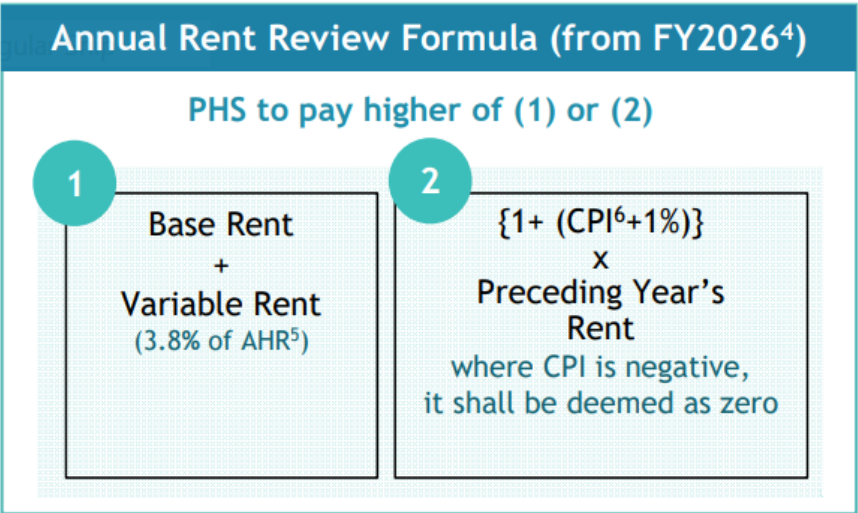 Annual Rent Review Formula (from FY2026⁴)
PHS to pay higher of (1) or (2)
1
Base Rent
+
Variable Rent
(3.8% of AHR⁵)
2
{1+ (CPI⁶+1%)}
x
Preceding Year’s
Rent
where CPI is negative,
it shall be deemed as zero